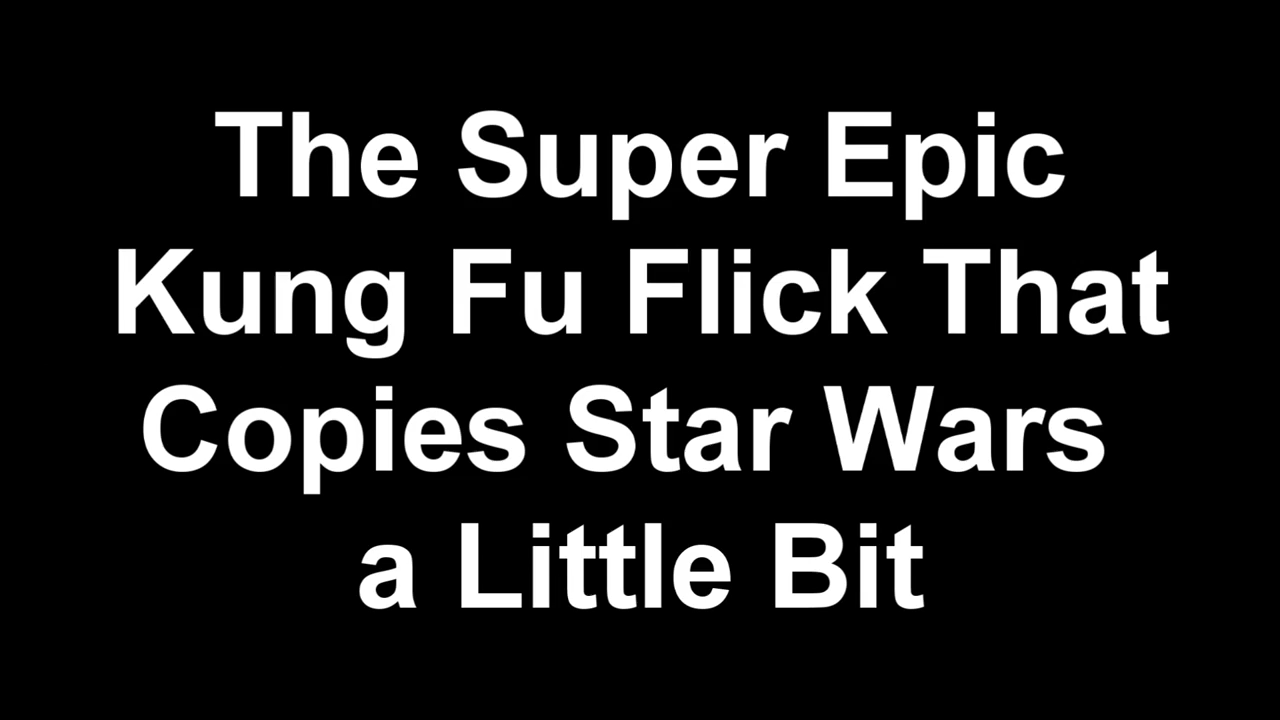 The Super Epic
Kung Fu Flick That
Copies Star Wars
a Little Bit